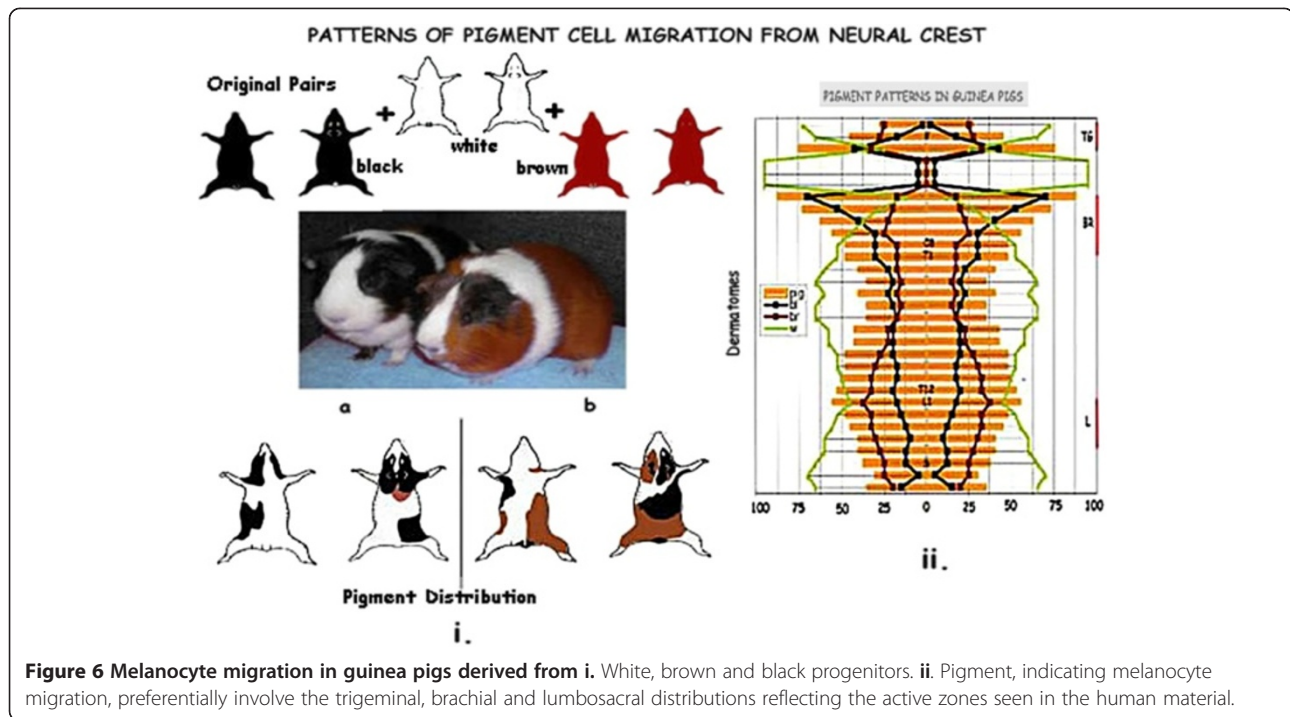 PATTERNS OF PIGMENT CELL MIGRATION FROM NEURAL CREST
Original Pairs
+
+
black
white
brown
a
b
Pigment Distribution
i.
PIGMENT PATTERNS IN GUINEA PIGS
Dermatomes
TG
BR
L
C8
T1
T12
L1
100 75 50 25 0 25 50 75 100
ii.
Figure 6 Melanocyte migration in guinea pigs derived from i. White, brown and black progenitors. ii. Pigment, indicating melanocyte
migration, preferentially involve the trigeminal, brachial and lumbosacral distributions reflecting the active zones seen in the human material.